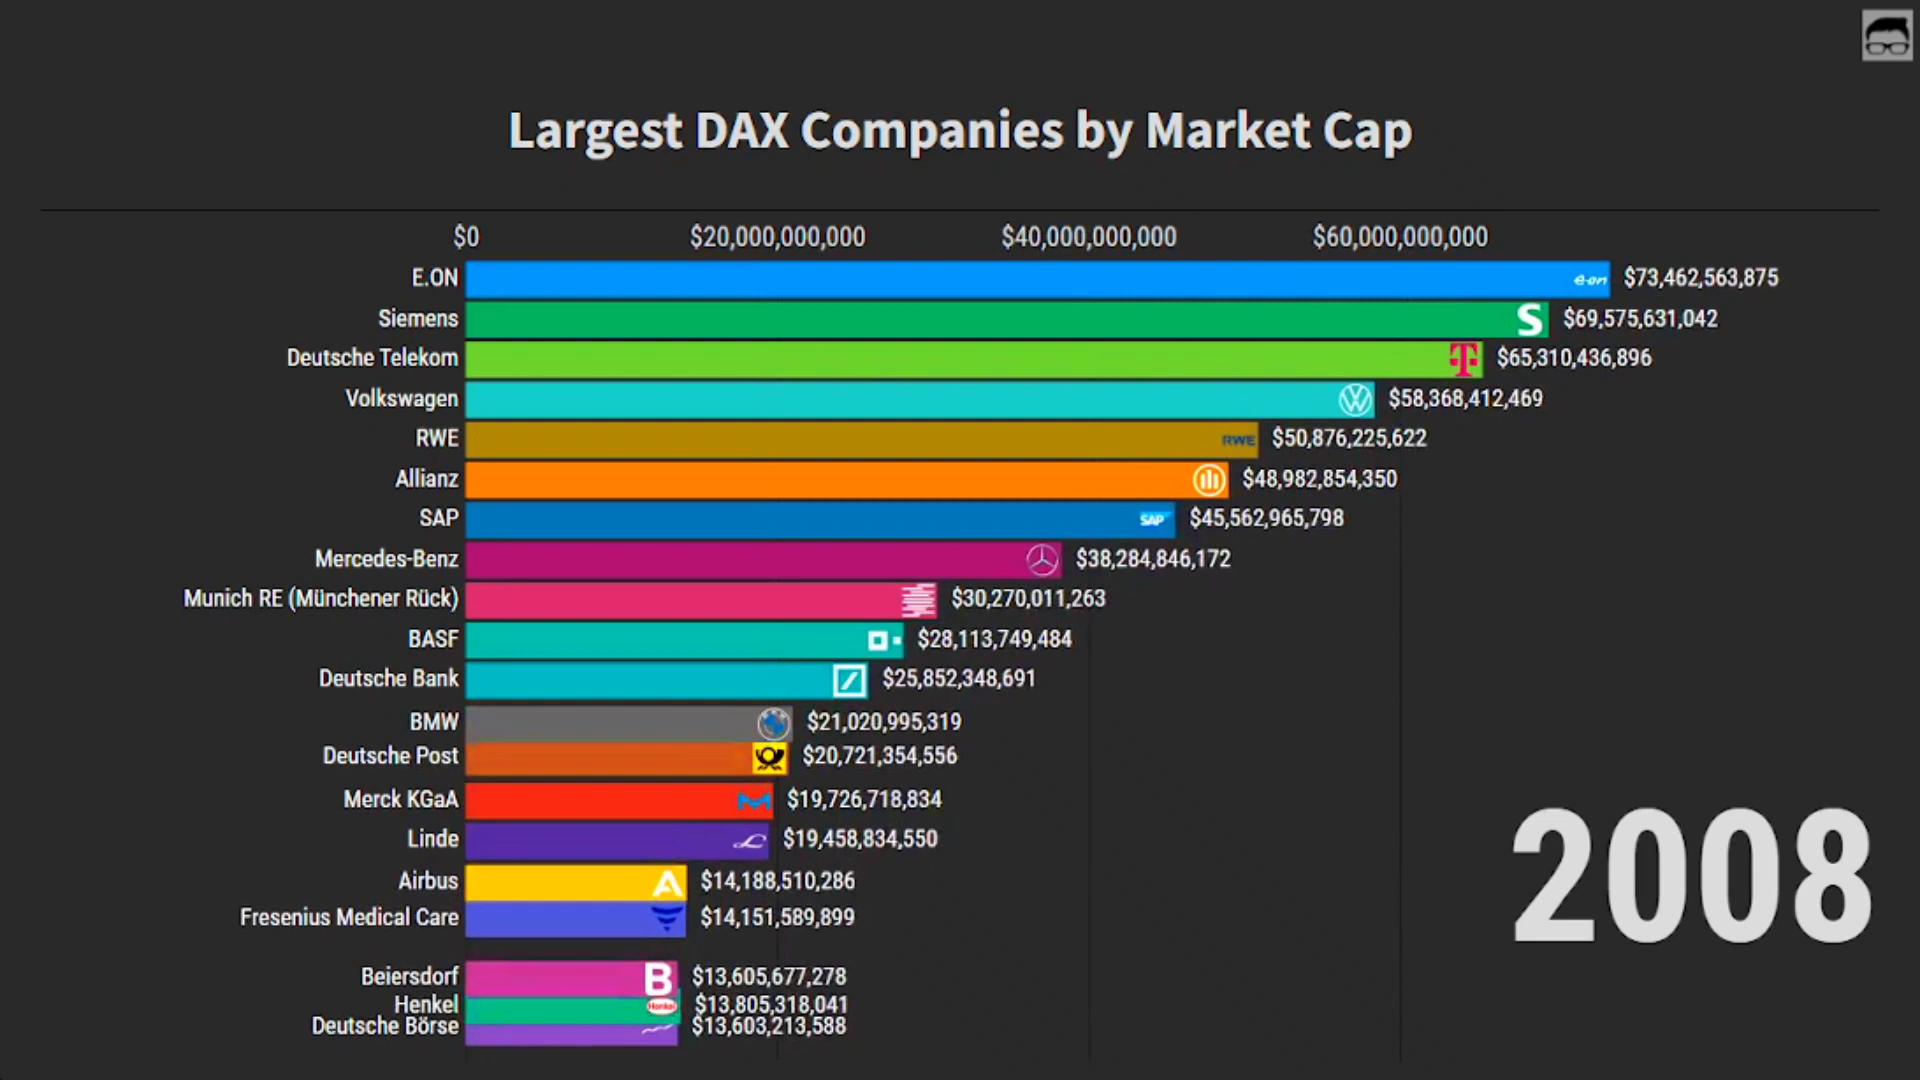 Largest DAX Companies by Market Cap
$0 $20,000,000,000 $40,000,000,000 $60,000,000,000
E.ON e·on $73,462,563,875
Siemens S $69,575,631,042
Deutsche Telekom T $65,310,436,896
Volkswagen $58,368,412,469
RWE RWE $50,876,225,622
Allianz $48,982,854,350
SAP SAP $45,562,965,798
Mercedes-Benz $38,284,846,172
Munich RE (Münchener Rück) $30,270,011,263
BASF $28,113,749,484
Deutsche Bank $25,852,348,691
BMW $21,020,995,319
Deutsche Post $20,721,354,556
Merck KGaA $19,726,718,834
Linde $19,458,834,550
Airbus A $14,188,510,286
Fresenius Medical Care $14,151,589,899
Beiersdorf B $13,605,677,278
Henkel Henkel $13,805,318,041
Deutsche Börse $13,603,213,588
2008